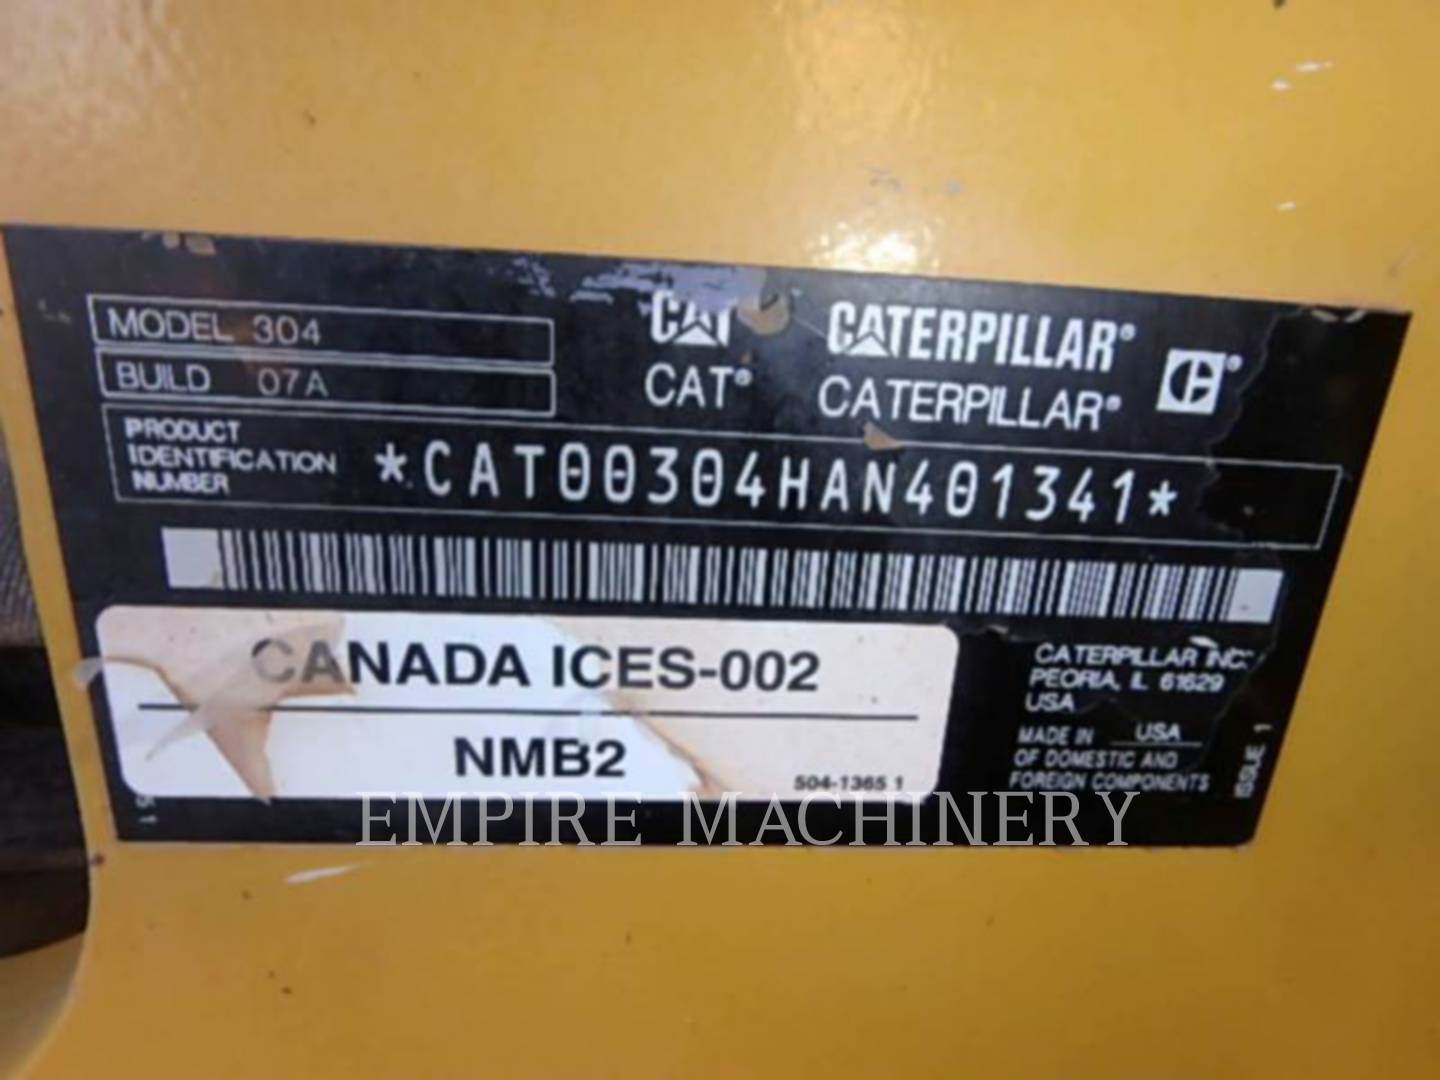 MODEL 304
BUILD 07A
CAT
CAT®
CATERPILLAR®
CATERPILLAR®
PRODUCT
IDENTIFICATION
NUMBER
*CAT00304HAN401341*
CANADA ICES-002
NMB2
504-1365 1
CATERPILLAR INC.
PEORIA, IL 61629
USA
MADE IN USA
OF DOMESTIC AND
FOREIGN COMPONENTS
ISSUE 1
EMPIRE MACHINERY